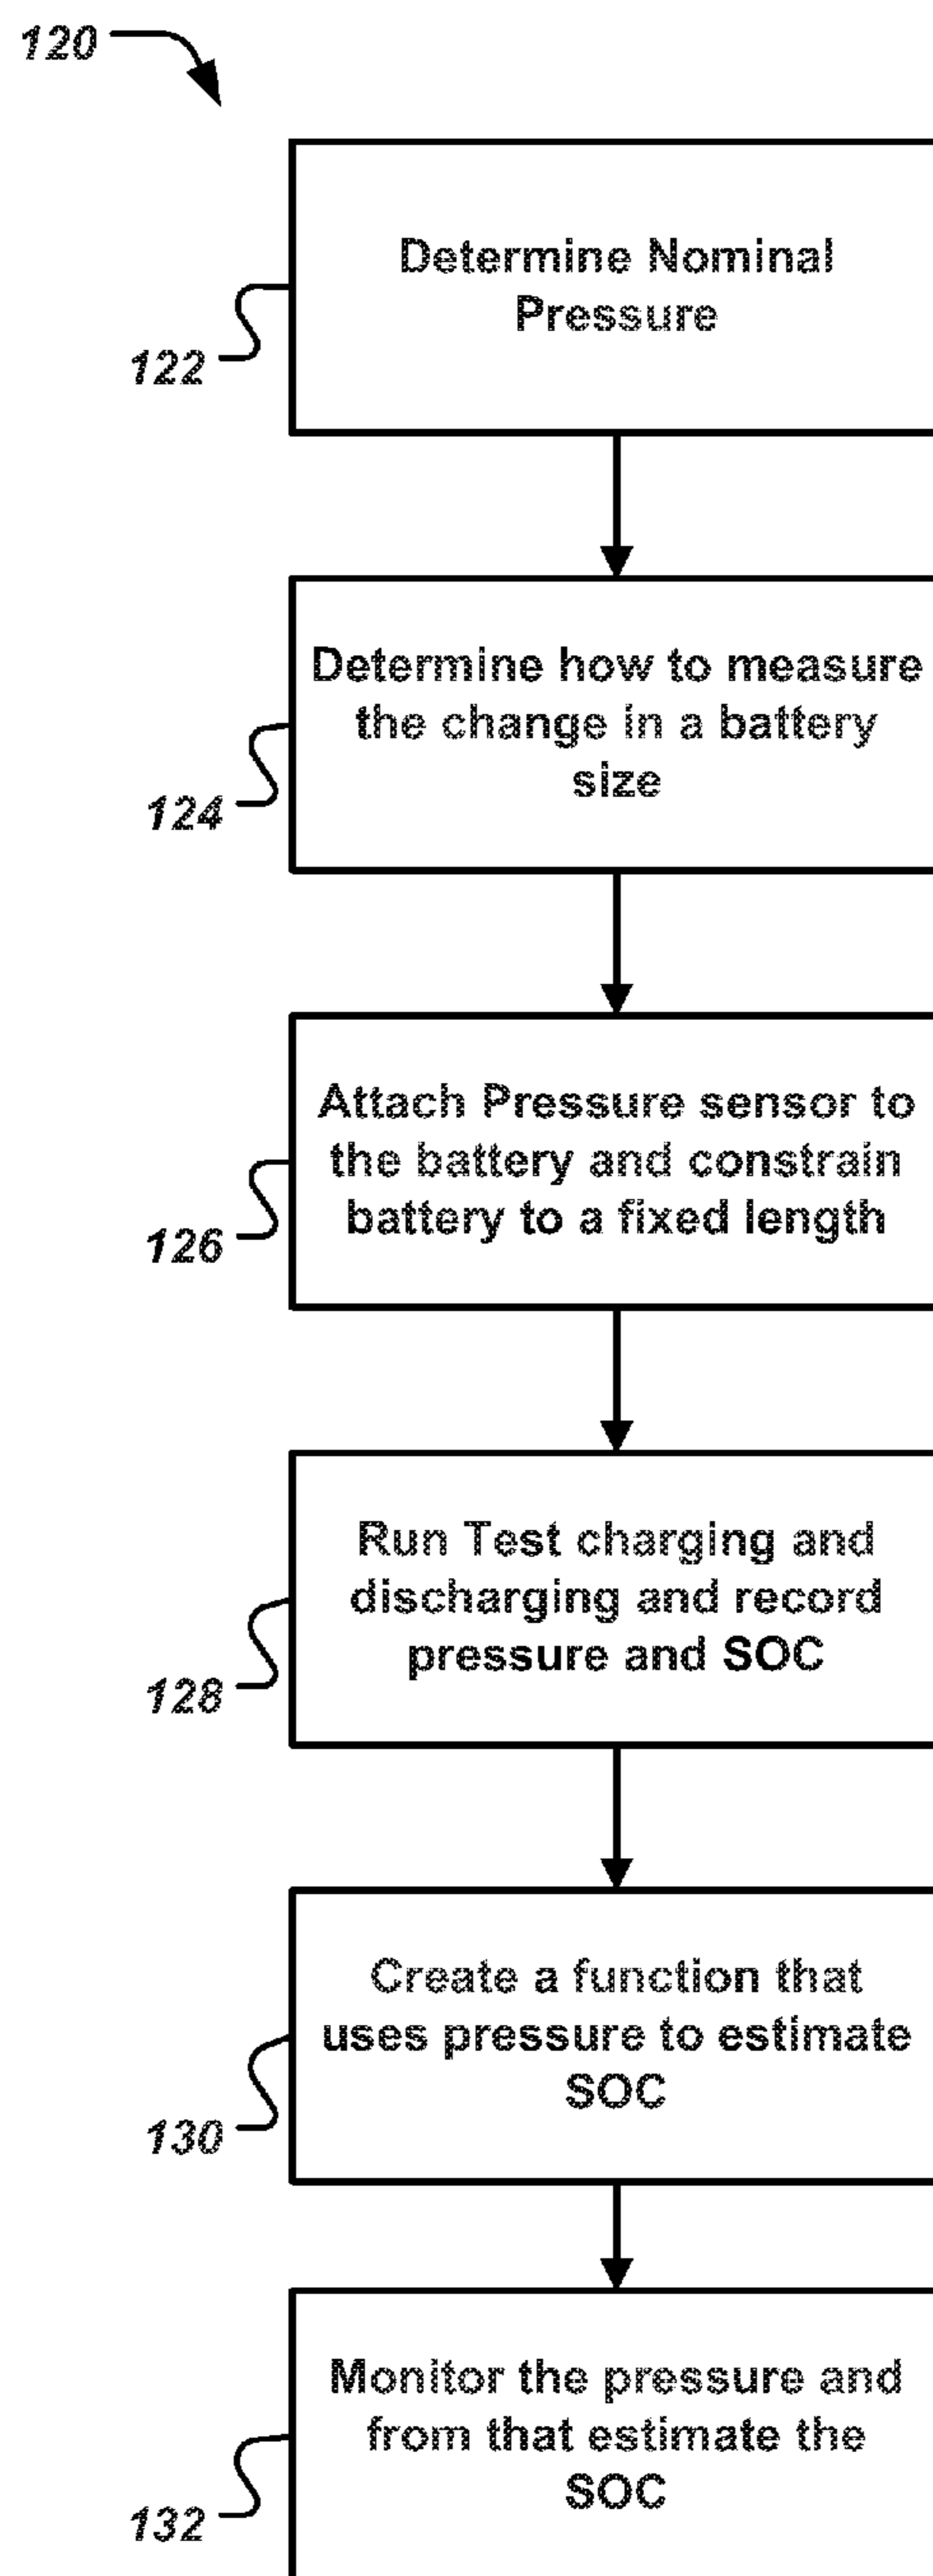 120
Determine Nominal
Pressure
122
Determine how to measure
the change in a battery
size
124
Attach Pressure sensor to
the battery and constrain
battery to a fixed length
126
Run Test charging and
discharging and record
pressure and SOC
128
Create a function that
uses pressure to estimate
SOC
130
Monitor the pressure and
from that estimate the
SOC
132